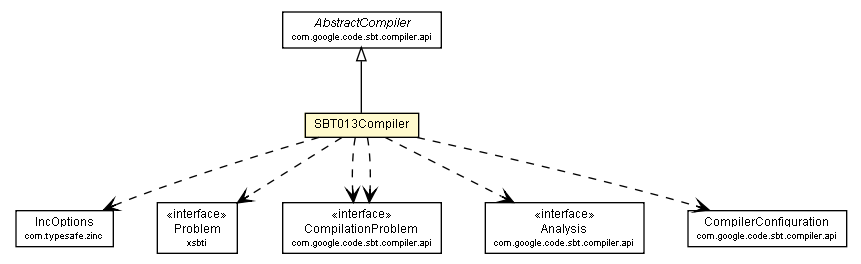 AbstractCompiler
com.google.code.sbt.compiler.api
SBT013Compiler
IncOptions
com.typesafe.zinc
«interface»
Problem
xsbti
«interface»
CompilationProblem
com.google.code.sbt.compiler.api
«interface»
Analysis
com.google.code.sbt.compiler.api
CompilerConfiguration
com.google.code.sbt.compiler.api